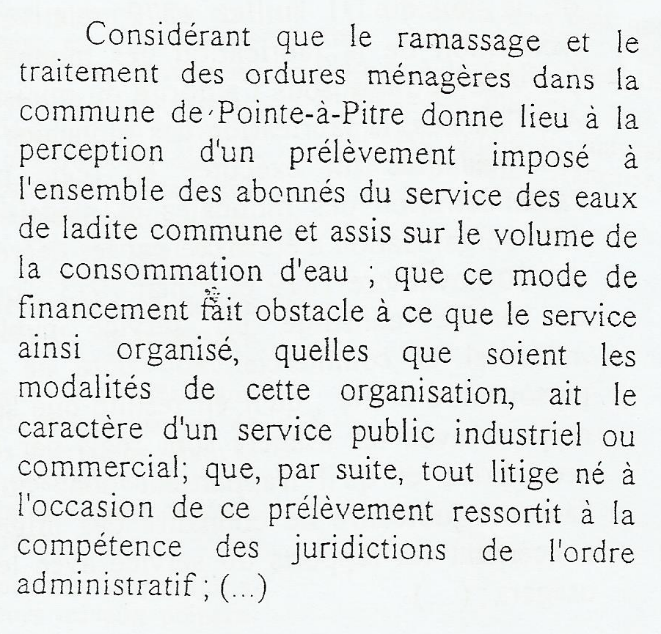 Considérant que le ramassage et le
traitement des ordures ménagères dans la
commune de Pointe-à-Pitre donne lieu à la
perception d'un prélèvement imposé à
l'ensemble des abonnés du service des eaux
de ladite commune et assis sur le volume de
la consommation d'eau ; que ce mode de
financement fait obstacle à ce que le service
ainsi organisé, quelles que soient les
modalités de cette organisation, ait le
caractère d'un service public industriel ou
commercial; que, par suite, tout litige né à
l'occasion de ce prélèvement ressortit à la
compétence des juridictions de l'ordre
administratif ; (...)